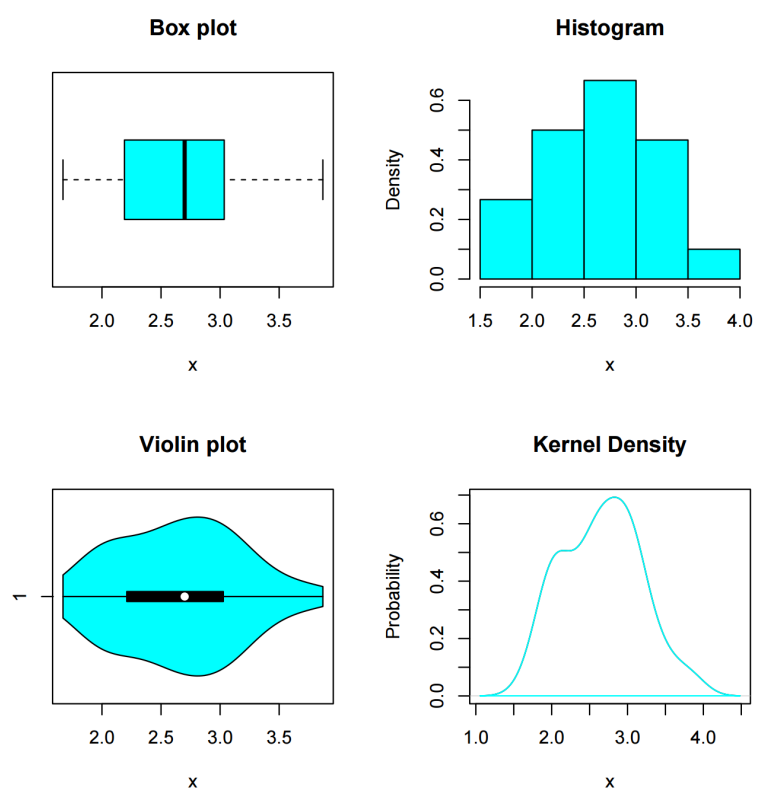 Box plot
2.0 2.5 3.0 3.5
x
Histogram
Density
0.0 0.2 0.4 0.6
1.5 2.0 2.5 3.0 3.5 4.0
x
Violin plot
1
2.0 2.5 3.0 3.5
x
Kernel Density
Probability
0.0 0.2 0.4 0.6
1.0 2.0 3.0 4.0
x